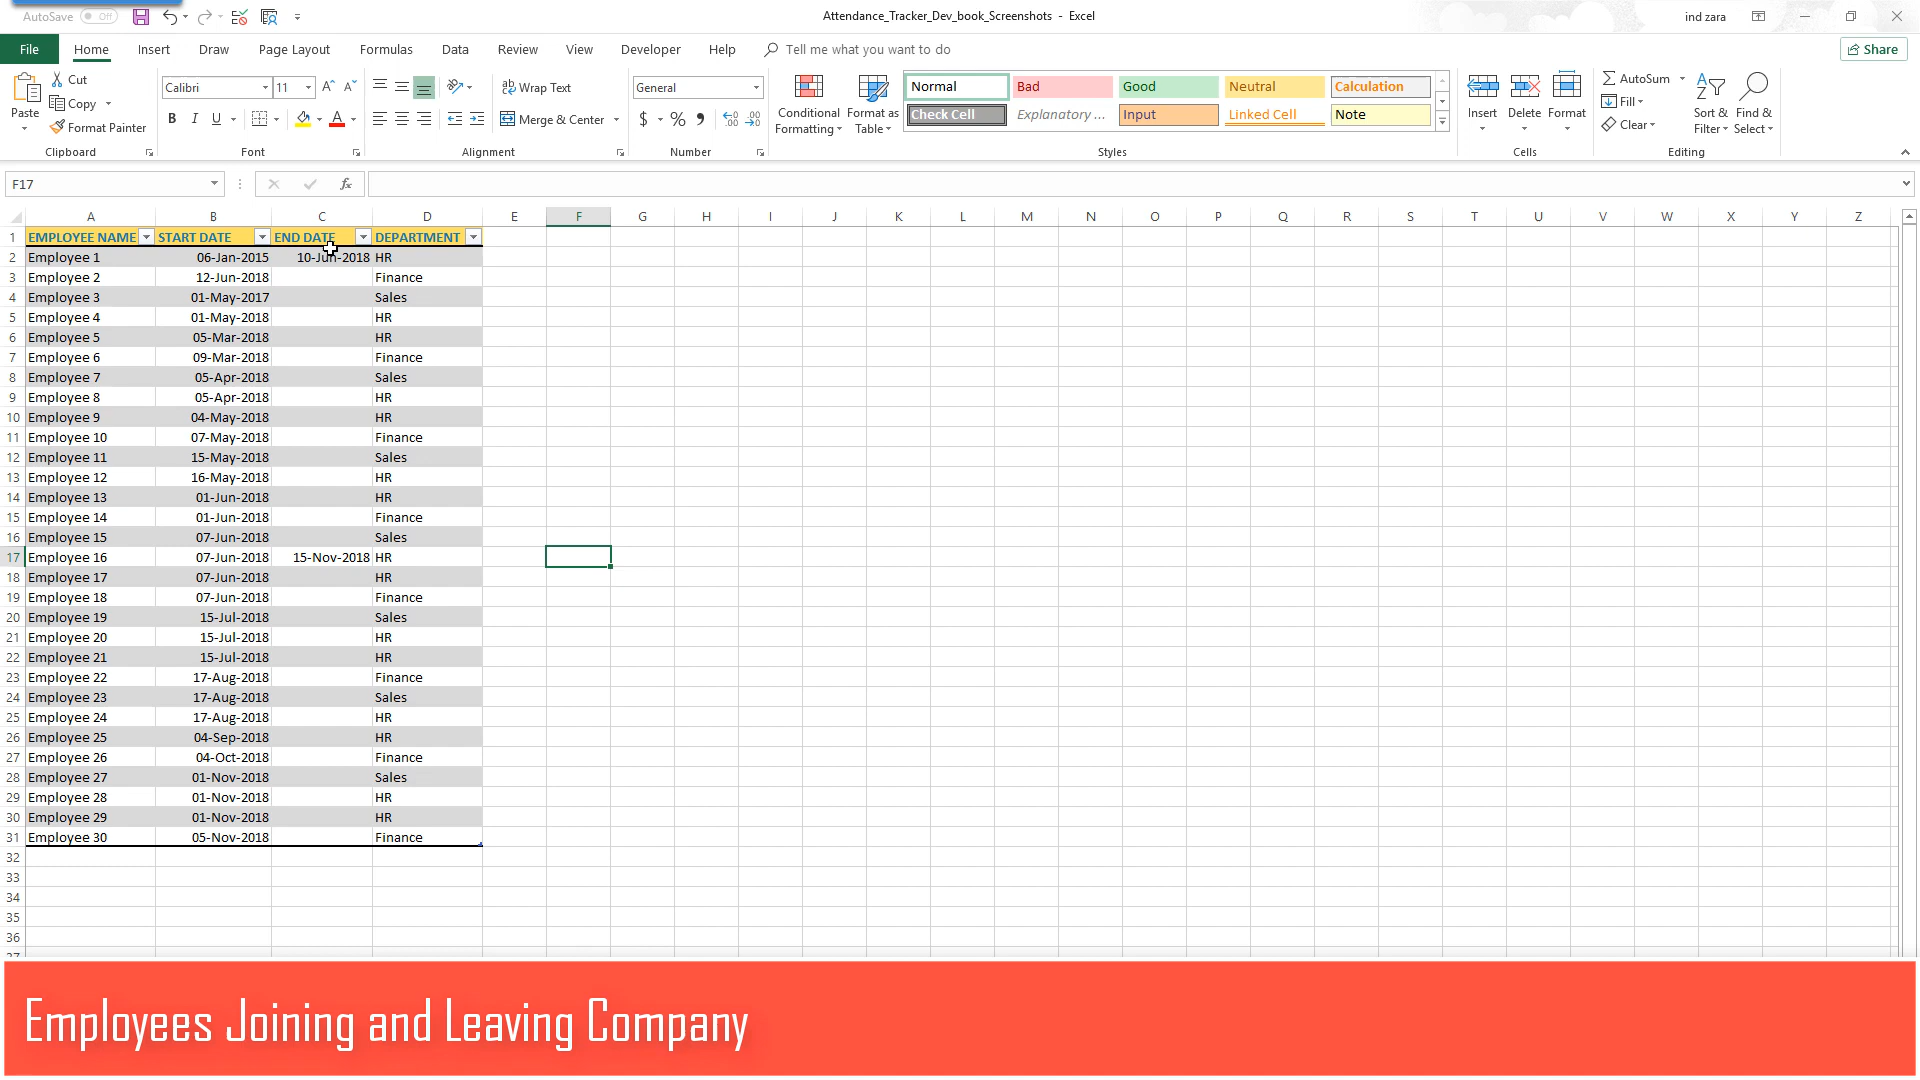 AutoSave Off Attendance_Tracker_Dev_book_Screenshots - Excel ind zara
File Home Insert Draw Page Layout Formulas Data Review View Developer Help Tell me what you want to do Share
Paste Cut Copy Format Painter Clipboard
Calibri 11 B I U A Font
Wrap Text Merge & Center Alignment
General $ % Number
Conditional Formatting Format as Table Normal Bad Good Neutral Calculation
Check Cell Explanatory ... Input Linked Cell Note Styles
Insert Delete Format Cells
AutoSum Fill Clear Sort & Filter Find & Select Editing
F17 fx
A B C D E F G H I J K L M N O P Q R S T U V W X Y Z
1 EMPLOYEE NAME START DATE END DATE DEPARTMENT
2 Employee 1 06-Jan-2015 10-Jun-2018 HR
3 Employee 2 12-Jun-2018 Finance
4 Employee 3 01-May-2017 Sales
5 Employee 4 01-May-2018 HR
6 Employee 5 05-Mar-2018 HR
7 Employee 6 09-Mar-2018 Finance
8 Employee 7 05-Apr-2018 Sales
9 Employee 8 05-Apr-2018 HR
10 Employee 9 04-May-2018 HR
11 Employee 10 07-May-2018 Finance
12 Employee 11 15-May-2018 Sales
13 Employee 12 16-May-2018 HR
14 Employee 13 01-Jun-2018 HR
15 Employee 14 01-Jun-2018 Finance
16 Employee 15 07-Jun-2018 Sales
17 Employee 16 07-Jun-2018 15-Nov-2018 HR
18 Employee 17 07-Jun-2018 HR
19 Employee 18 07-Jun-2018 Finance
20 Employee 19 15-Jul-2018 Sales
21 Employee 20 15-Jul-2018 HR
22 Employee 21 15-Jul-2018 HR
23 Employee 22 17-Aug-2018 Finance
24 Employee 23 17-Aug-2018 Sales
25 Employee 24 17-Aug-2018 HR
26 Employee 25 04-Sep-2018 HR
27 Employee 26 04-Oct-2018 Finance
28 Employee 27 01-Nov-2018 Sales
29 Employee 28 01-Nov-2018 HR
30 Employee 29 01-Nov-2018 HR
31 Employee 30 05-Nov-2018 Finance
32
33
34
35
36
Employees Joining and Leaving Company